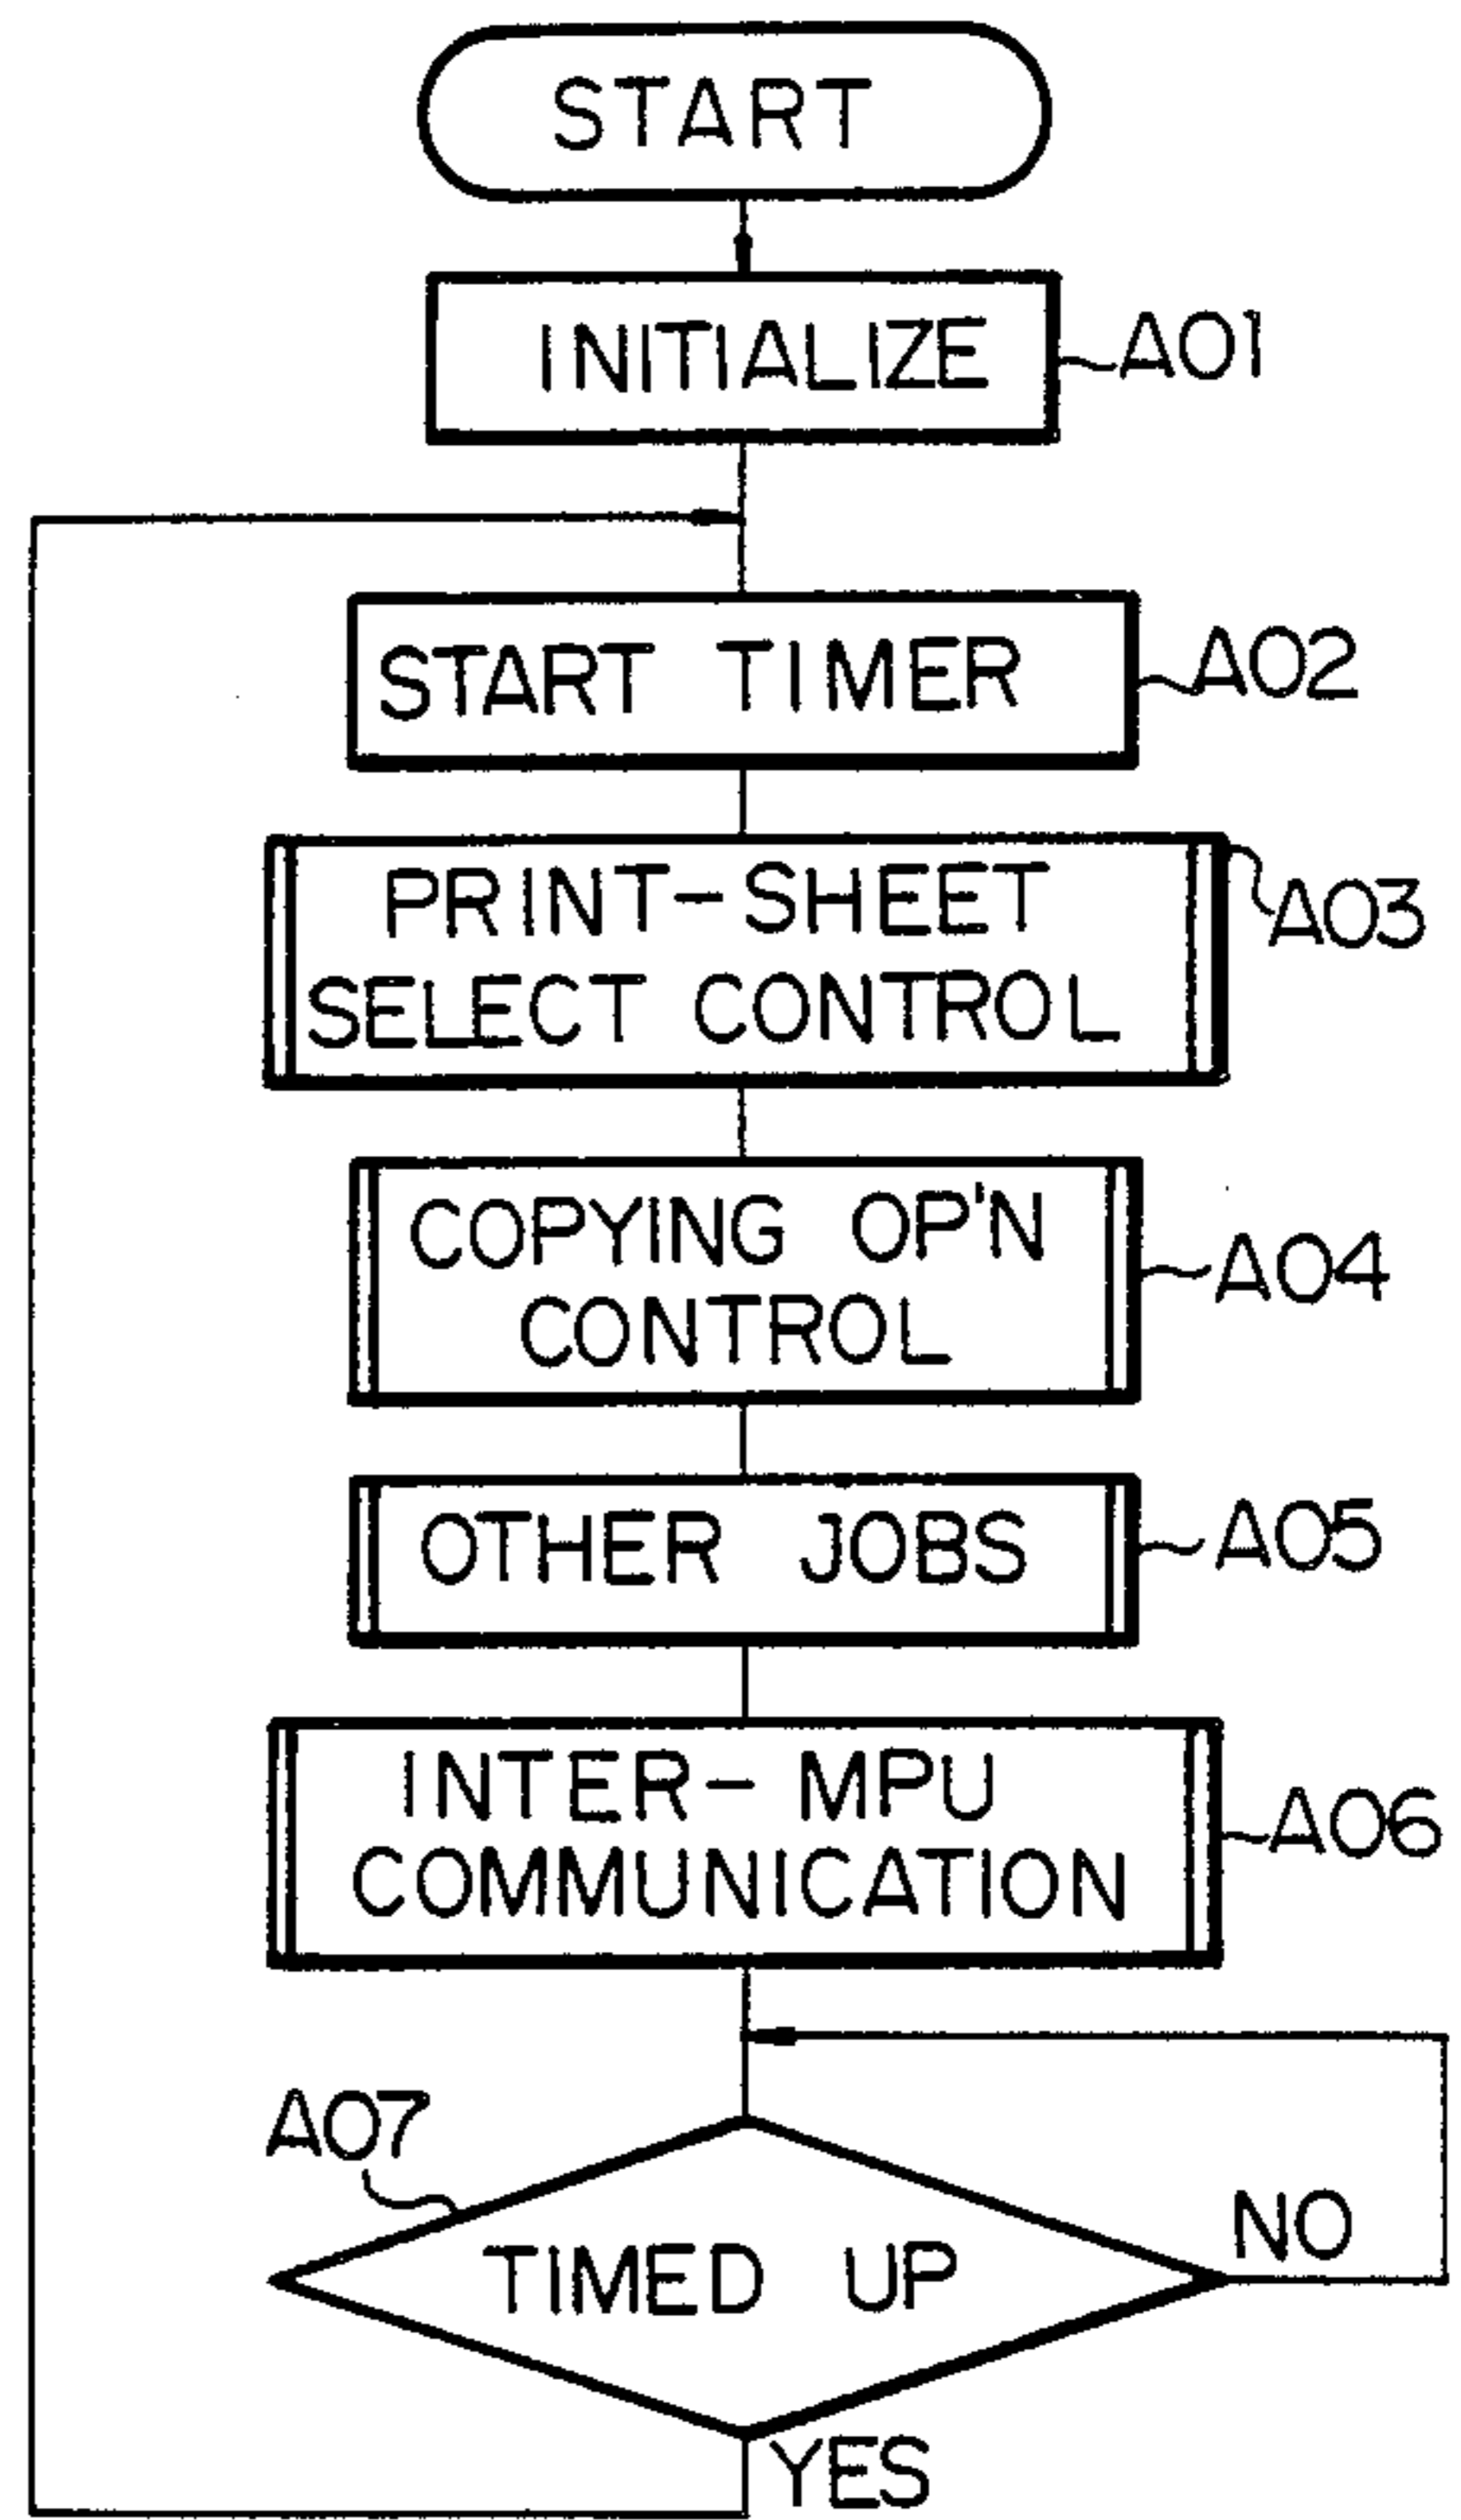 START
INITIALIZE
A01
START TIMER
A02
PRINT-SHEET
SELECT CONTROL
A03
COPYING OP'N
CONTROL
A04
OTHER JOBS
A05
INTER- MPU
COMMUNICATION
A06
A07
TIMED UP
NO
YES